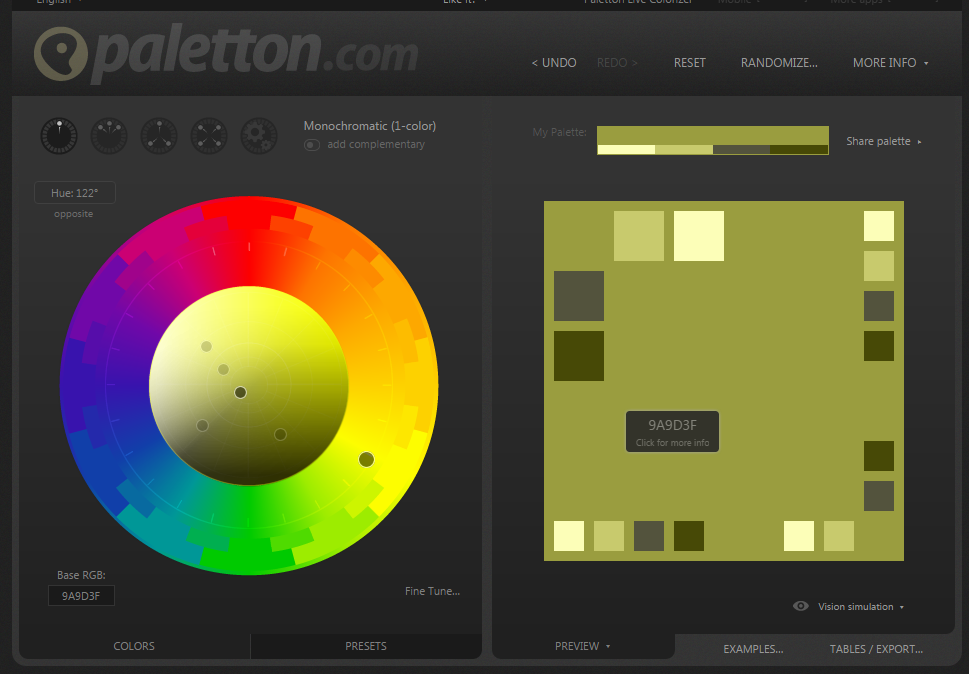 English
Like it?
Paletton Live Colorizer
Mobile
More apps
paletton.com
< UNDO
REDO >
RESET
RANDOMIZE...
MORE INFO
Monochromatic (1-color)
add complementary
My Palette:
Share palette
Hue: 122°
opposite
9A9D3F
Click for more info
Base RGB:
9A9D3F
Fine Tune...
Vision simulation
COLORS
PRESETS
PREVIEW
EXAMPLES...
TABLES / EXPORT...